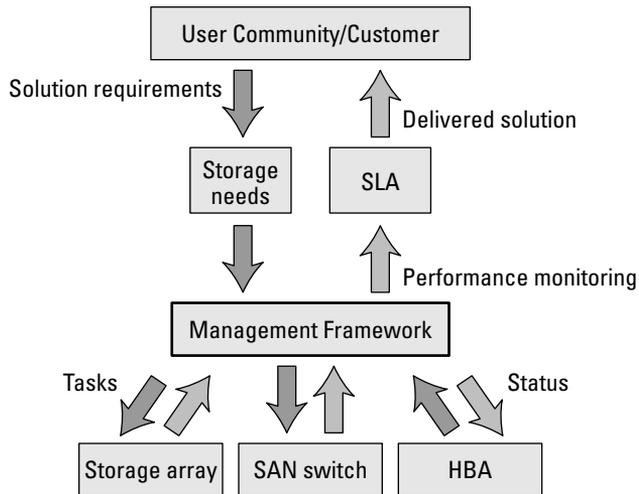 User Community/Customer
Solution requirements
Delivered solution
Storage
needs
SLA
Performance monitoring
Management Framework
Tasks
Status
Storage array
SAN switch
HBA